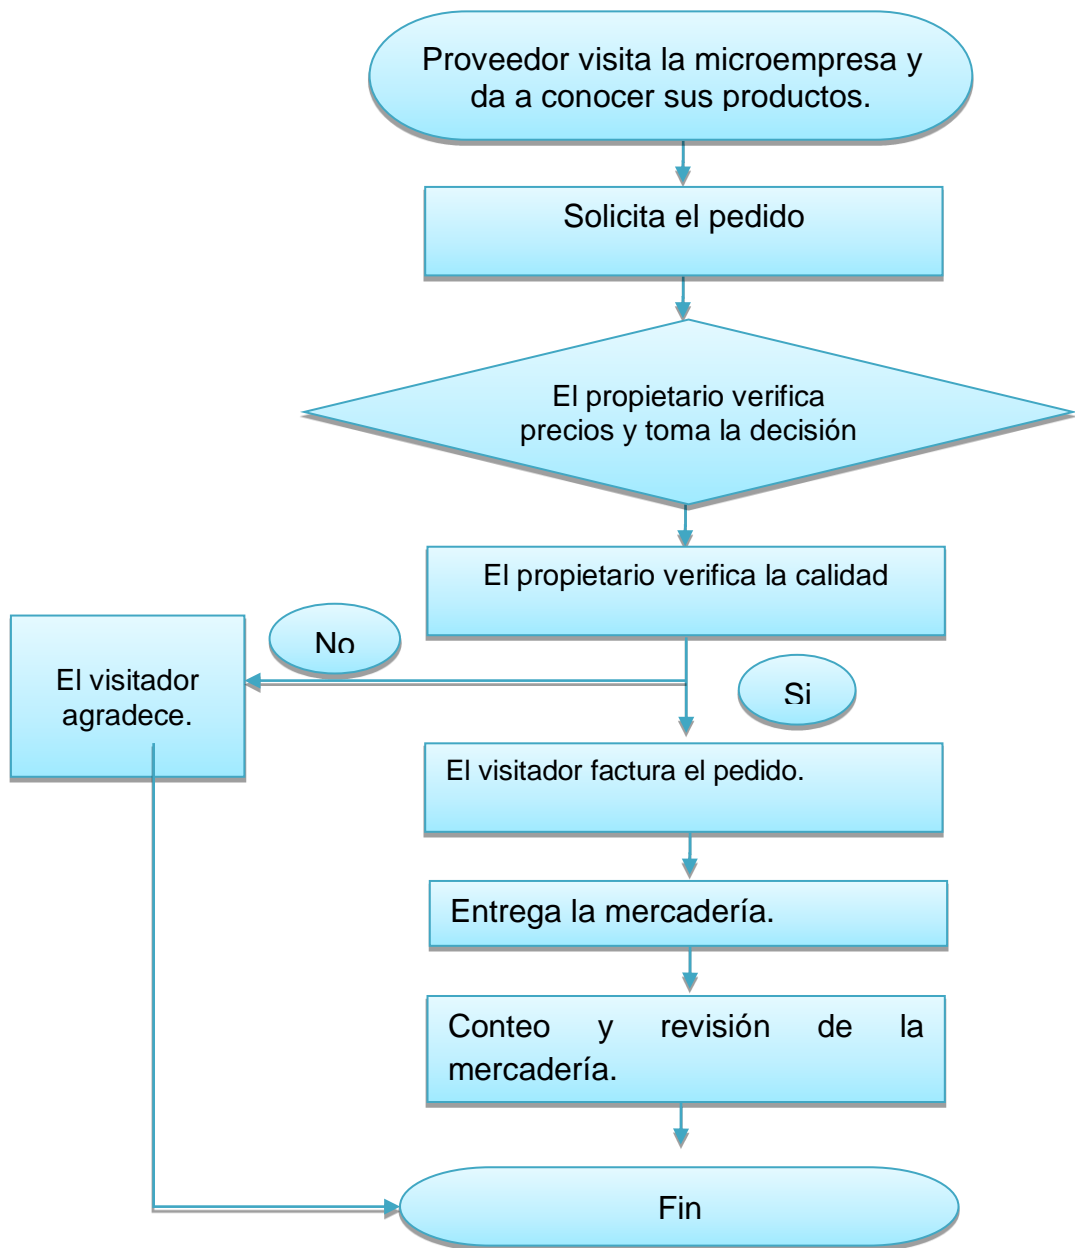 Proveedor visita la microempresa y
da a conocer sus productos.
Solicita el pedido
El propietario verifica
precios y toma la decisión
El propietario verifica la calidad
No
El visitador
agradece.
Si
El visitador factura el pedido.
Entrega la mercadería.
Conteo y revisión de la
mercadería.
Fin